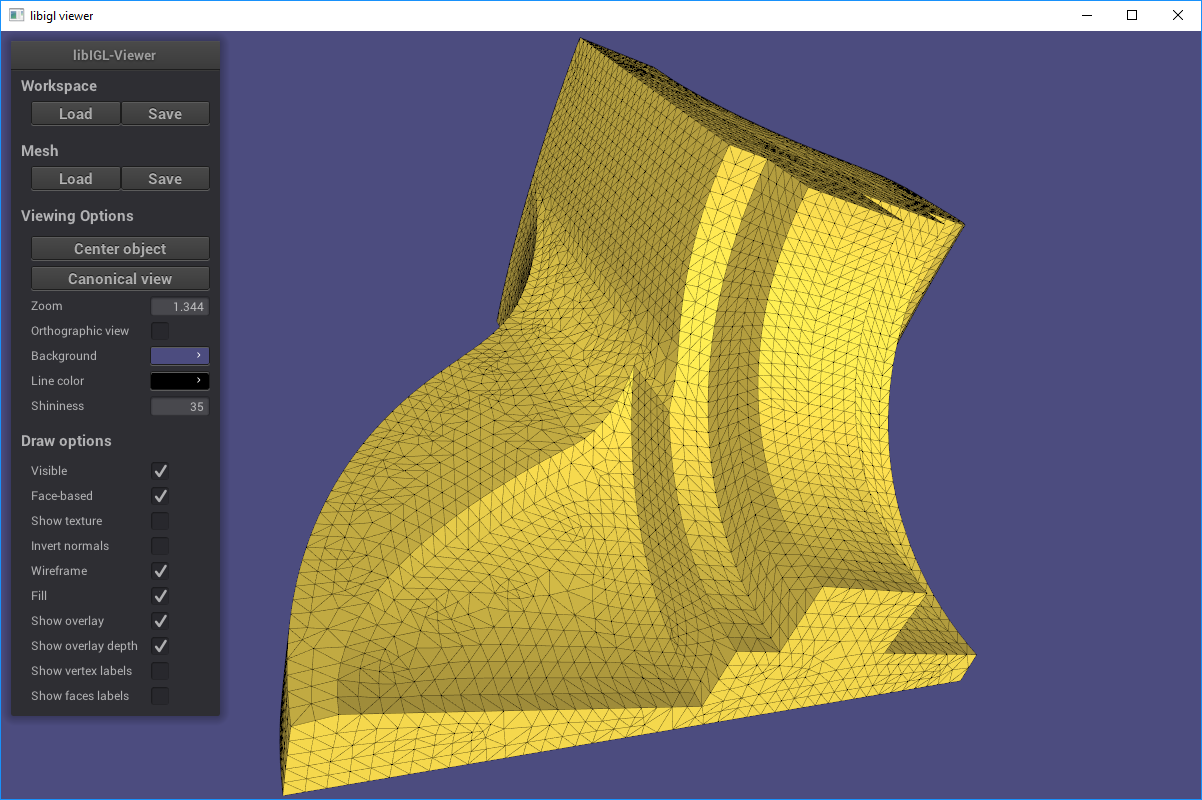 libigl viewer
libIGL-Viewer
Workspace
Load Save
Mesh
Load Save
Viewing Options
Center object
Canonical view
Zoom 1.344
Orthographic view
Background
Line color
Shininess 35
Draw options
Visible
Face-based
Show texture
Invert normals
Wireframe
Fill
Show overlay
Show overlay depth
Show vertex labels
Show faces labels